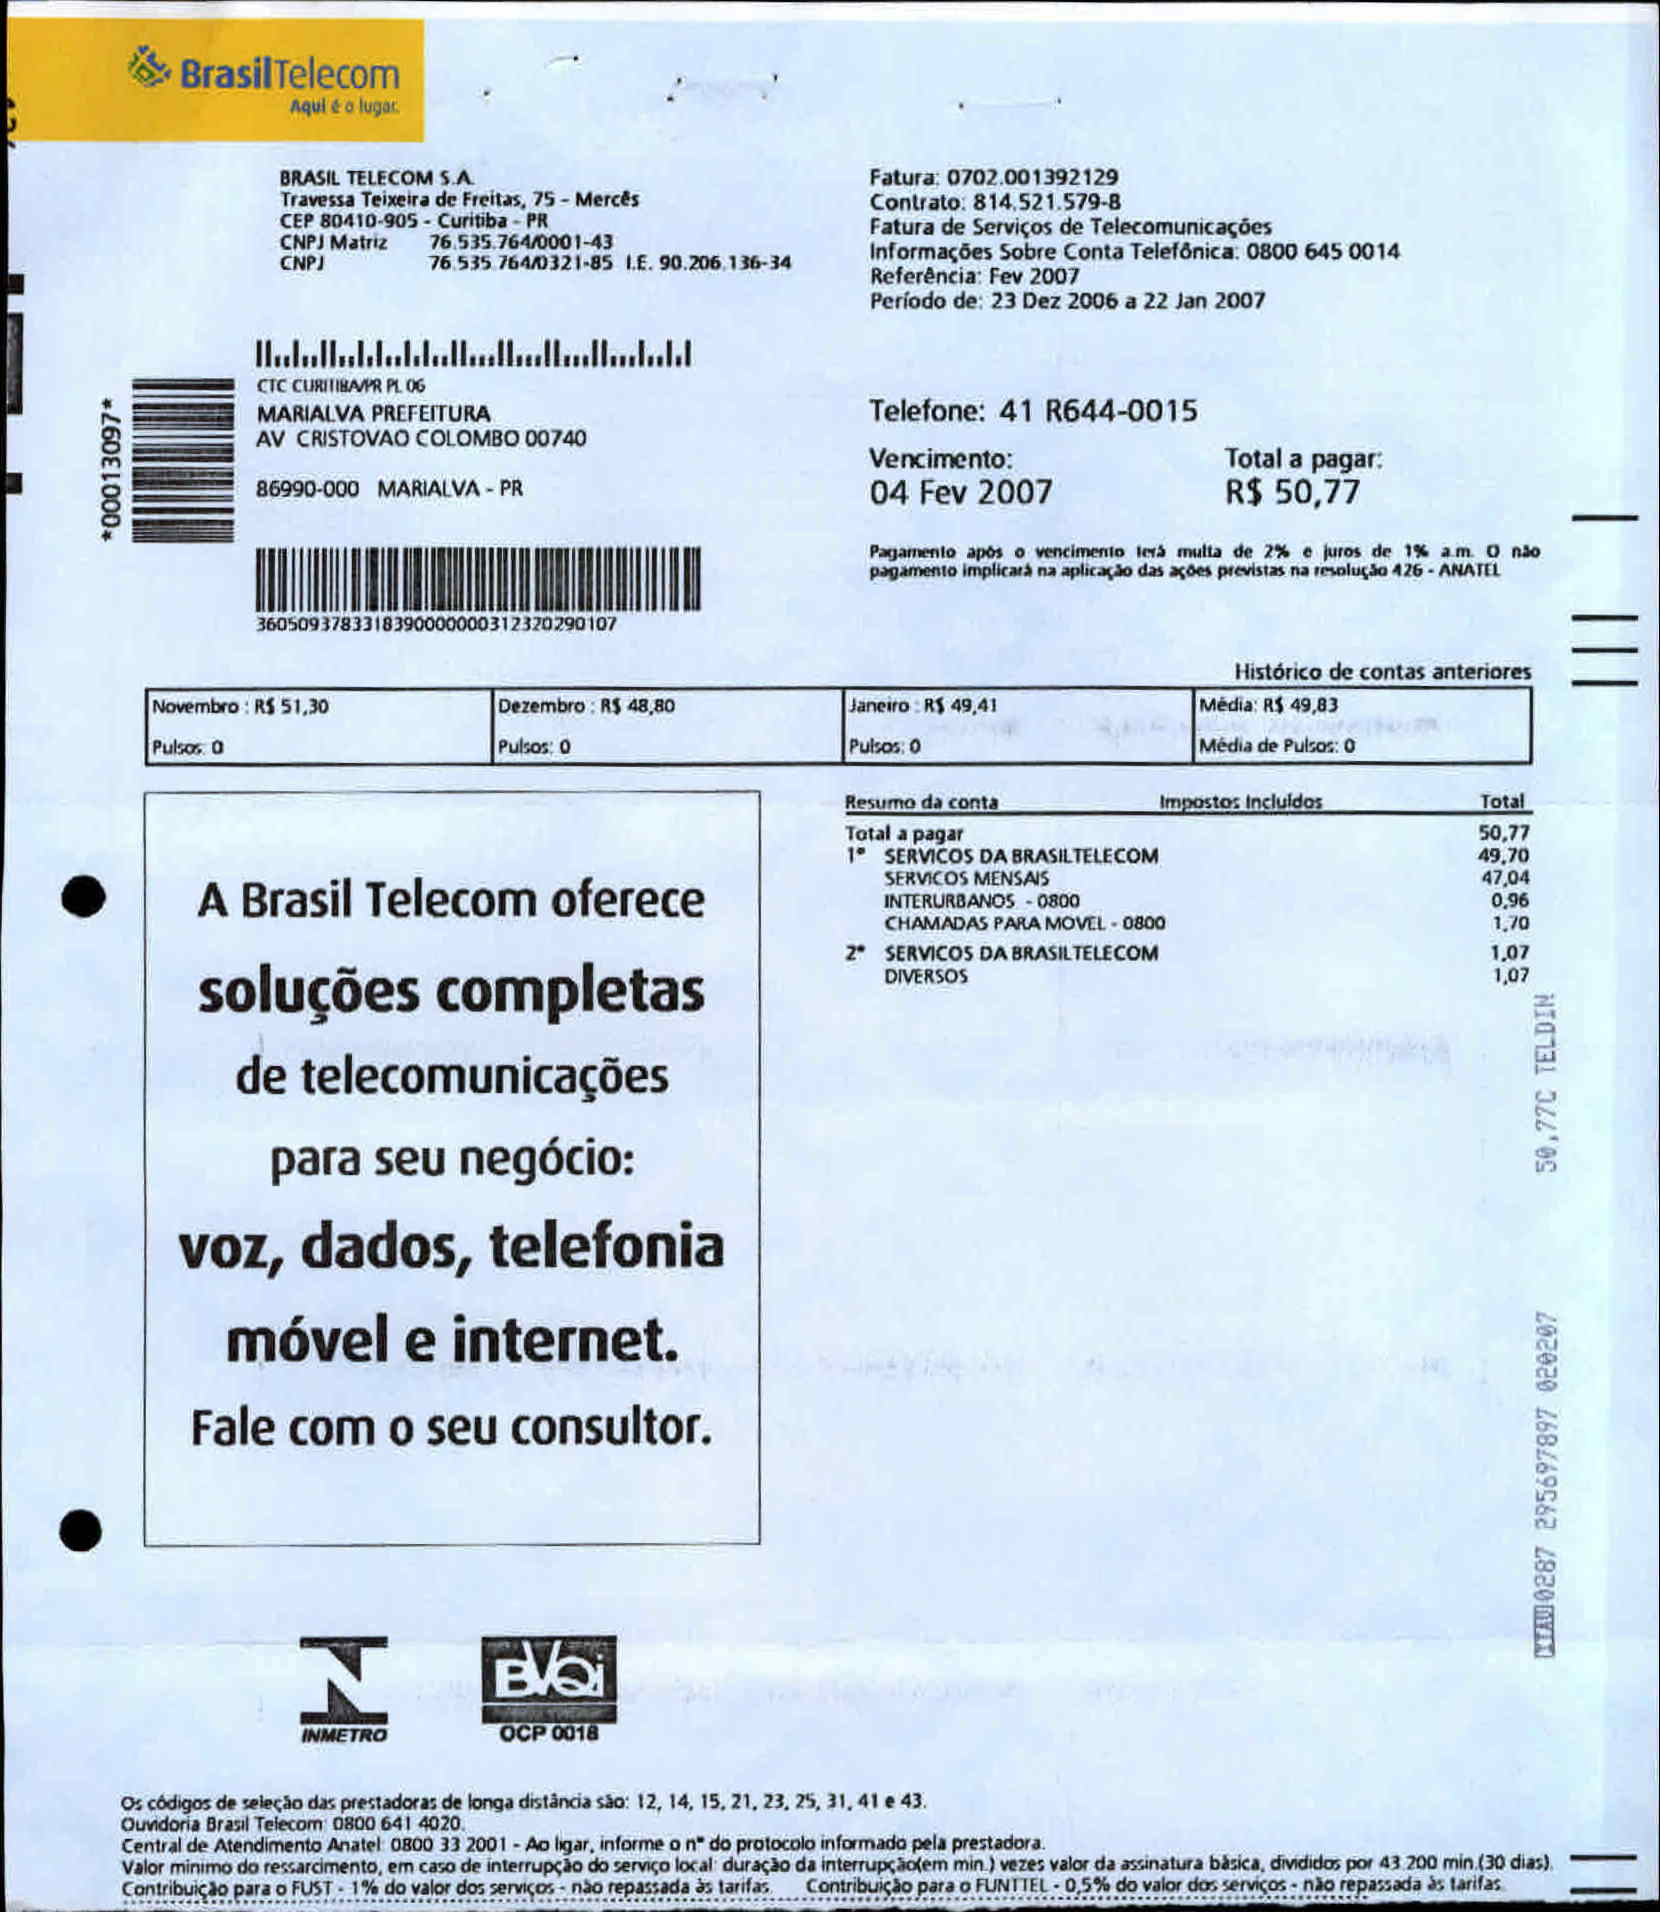 BrasilTelecom
Aqui é o lugar.
BRASIL TELECOM S.A.
Travessa Teixeira de Freitas, 75 - Mercês
CEP 80410-905 - Curitiba - PR
CNPJ Matriz 76.535.764/0001-43
CNPJ 76.535.764/0321-85 I.E. 90.206.136-34
Fatura: 0702.001392129
Contrato: 814.521.579-8
Fatura de Serviços de Telecomunicações
Informações Sobre Conta Telefônica: 0800 645 0014
Referência: Fev 2007
Período de: 23 Dez 2006 a 22 Jan 2007
*00013097*
CTC CURITIBA/PR PL 06
MARIALVA PREFEITURA
AV CRISTOVAO COLOMBO 00740
86990-000 MARIALVA - PR
Telefone: 41 R644-0015
Vencimento: Total a pagar:
04 Fev 2007 R$ 50,77
Pagamento após o vencimento terá multa de 2% e juros de 1% a.m. O não
pagamento implicará na aplicação das ações previstas na resolução 426 - ANATEL
3605093783318390000000312320290107
Histórico de contas anteriores
Novembro : R$ 51,30 Dezembro : R$ 48,80 Janeiro : R$ 49,41 Média: R$ 49,83
Pulsos: 0 Pulsos: 0 Pulsos: 0 Média de Pulsos: 0
Resumo da conta Impostos Incluídos Total
Total a pagar 50,77
1ª SERVICOS DA BRASILTELECOM 49,70
SERVICOS MENSAIS 47,04
INTERURBANOS - 0800 0,96
CHAMADAS PARA MOVEL - 0800 1,70
2ª SERVICOS DA BRASILTELECOM 1,07
DIVERSOS 1,07
A Brasil Telecom oferece
soluções completas
de telecomunicações
para seu negócio:
voz, dados, telefonia
móvel e internet.
Fale com o seu consultor.
0287 295697897 020207 50,77C TELDIN
INMETRO
BVQi
OCP 0018
Os códigos de seleção das prestadoras de longa distância são: 12, 14, 15, 21, 23, 25, 31, 41 e 43.
Ouvidoria Brasil Telecom: 0800 641 4020.
Central de Atendimento Anatel: 0800 33 2001 - Ao ligar, informe o nº do protocolo informado pela prestadora.
Valor mínimo do ressarcimento, em caso de interrupção do serviço local: duração da interrupção(em min.) vezes valor da assinatura básica, divididos por 43.200 min.(30 dias).
Contribuição para o FUST - 1% do valor dos serviços - não repassada às tarifas. Contribuição para o FUNTTEL - 0,5% do valor dos serviços - não repassada às tarifas.